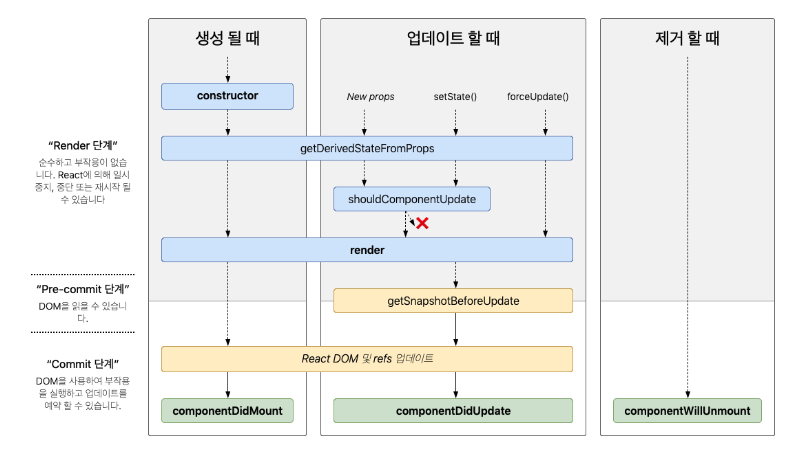 생성 될 때
업데이트 할 때
제거 할 때
constructor
New props
setState()
forceUpdate()
“Render 단계”
순수하고 부작용이 없습
니다. React에 의해 일시
중지, 중단 또는 재시작 될
수 있습니다
getDerivedStateFromProps
shouldComponentUpdate
render
“Pre-commit 단계”
DOM을 읽을 수 있습니
다.
getSnapshotBeforeUpdate
“Commit 단계”
DOM을 사용하여 부작용
을 실행하고 업데이트를
예약 할 수 있습니다.
React DOM 및 refs 업데이트
componentDidMount
componentDidUpdate
componentWillUnmount